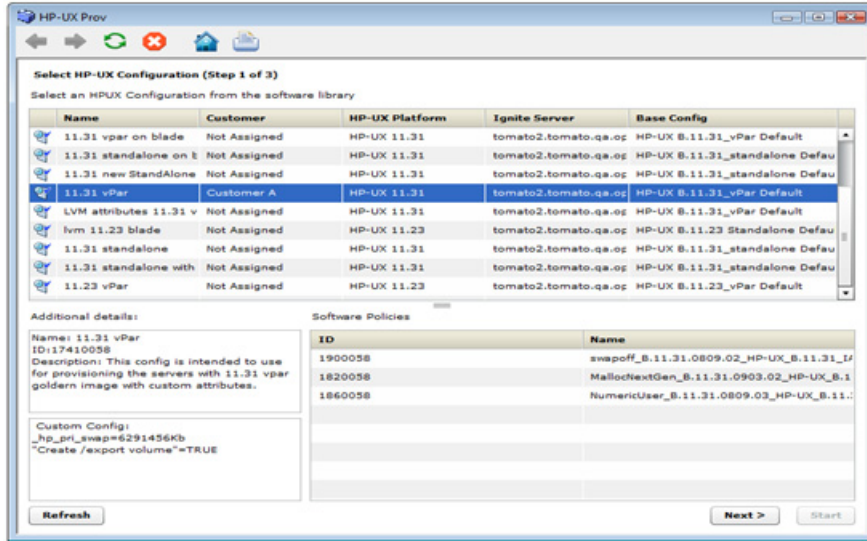 HP-UX Prov
Select HP-UX Configuration (Step 1 of 3)
Select an HPUX Configuration from the software library
Name Customer HP-UX Platform Ignite Server Base Config
11.31 vpar on blade Not Assigned HP-UX 11.31 tomato2.tomato.qa.op HP-UX B.11.31_vPar Default
11.31 standalone on b Not Assigned HP-UX 11.31 tomato2.tomato.qa.op HP-UX B.11.31_standalone Defau
11.31 new StandAlone Not Assigned HP-UX 11.31 tomato2.tomato.qa.op HP-UX B.11.31_standalone Defau
11.31 vPar Customer A HP-UX 11.31 tomato2.tomato.qa.op HP-UX B.11.31_vPar Default
LVM attributes 11.31 v Not Assigned HP-UX 11.31 tomato2.tomato.qa.op HP-UX B.11.31_vPar Default
lvm 11.23 blade Not Assigned HP-UX 11.23 tomato2.tomato.qa.op HP-UX B.11.23 Standalone Defau
11.31 standalone Not Assigned HP-UX 11.31 tomato2.tomato.qa.op HP-UX B.11.31_standalone Defau
11.31 standalone with Not Assigned HP-UX 11.31 tomato2.tomato.qa.op HP-UX B.11.31_standalone Defau
11.23 vPar Not Assigned HP-UX 11.23 tomato2.tomato.qa.op HP-UX B.11.23_vPar Default
Additional details:
Name: 11.31 vPar
ID:17410058
Description: This config is intended to use
for provisioning the servers with 11.31 vpar
goldern image with custom attributes.
Custom Config:
_hp_pri_swap=6291456Kb
"Create /export volume"=TRUE
Software Policies
ID Name
1900058 swapoff_B.11.31.0809.02_HP-UX_B.11.31_IA
1820058 MallocNextGen_B.11.31.0903.02_HP-UX_B.1
1860058 NumericUser_B.11.31.0809.03_HP-UX_B.11.
Refresh Next > Start